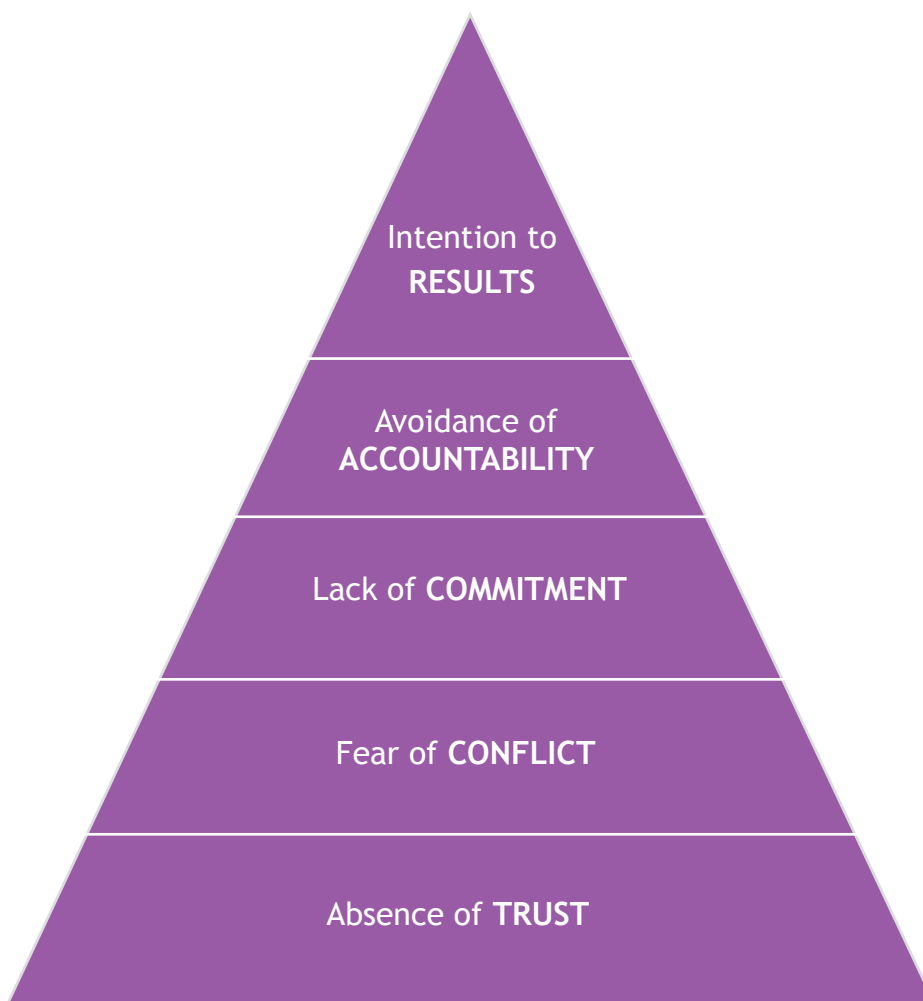 Intention to
RESULTS
Avoidance of
ACCOUNTABILITY
Lack of COMMITMENT
Fear of CONFLICT
Absence of TRUST